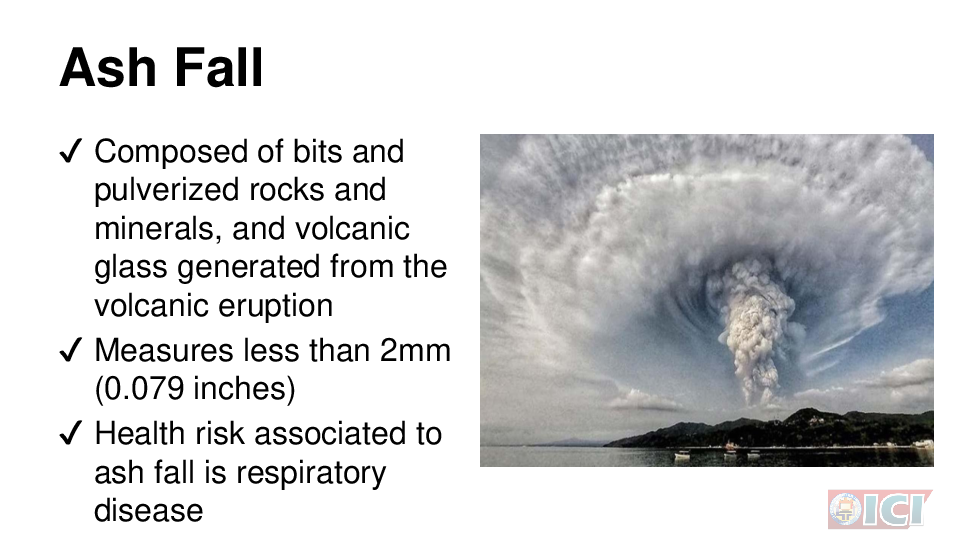 Ash Fall
✓ Composed of bits and
pulverized rocks and
minerals, and volcanic
glass generated from the
volcanic eruption
✓ Measures less than 2mm
(0.079 inches)
✓ Health risk associated to
ash fall is respiratory
disease
ICI